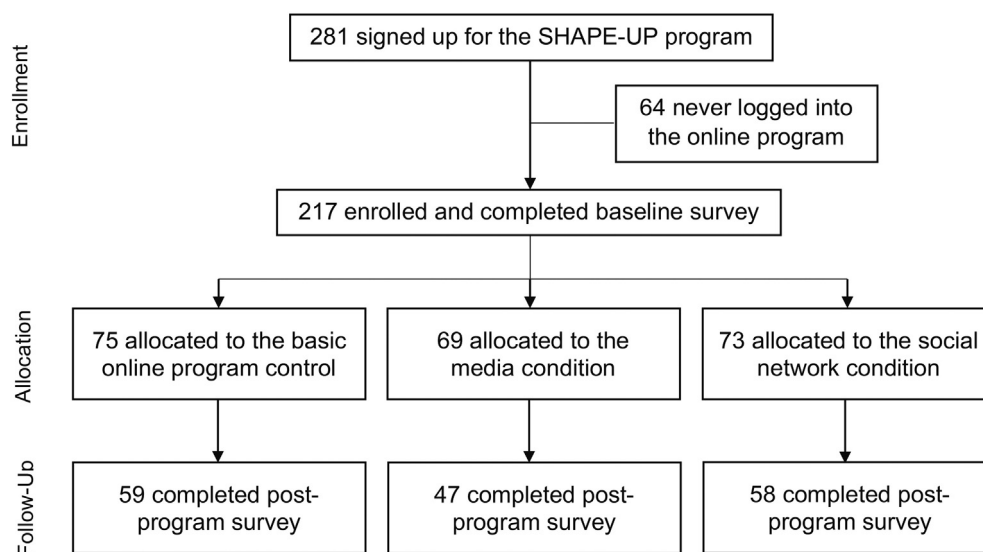 281 signed up for the SHAPE-UP program
Enrollment
64 never logged into
the online program
217 enrolled and completed baseline survey
Allocation
75 allocated to the basic
online program control
69 allocated to the
media condition
73 allocated to the social
network condition
Follow-Up
59 completed post-
program survey
47 completed post-
program survey
58 completed post-
program survey